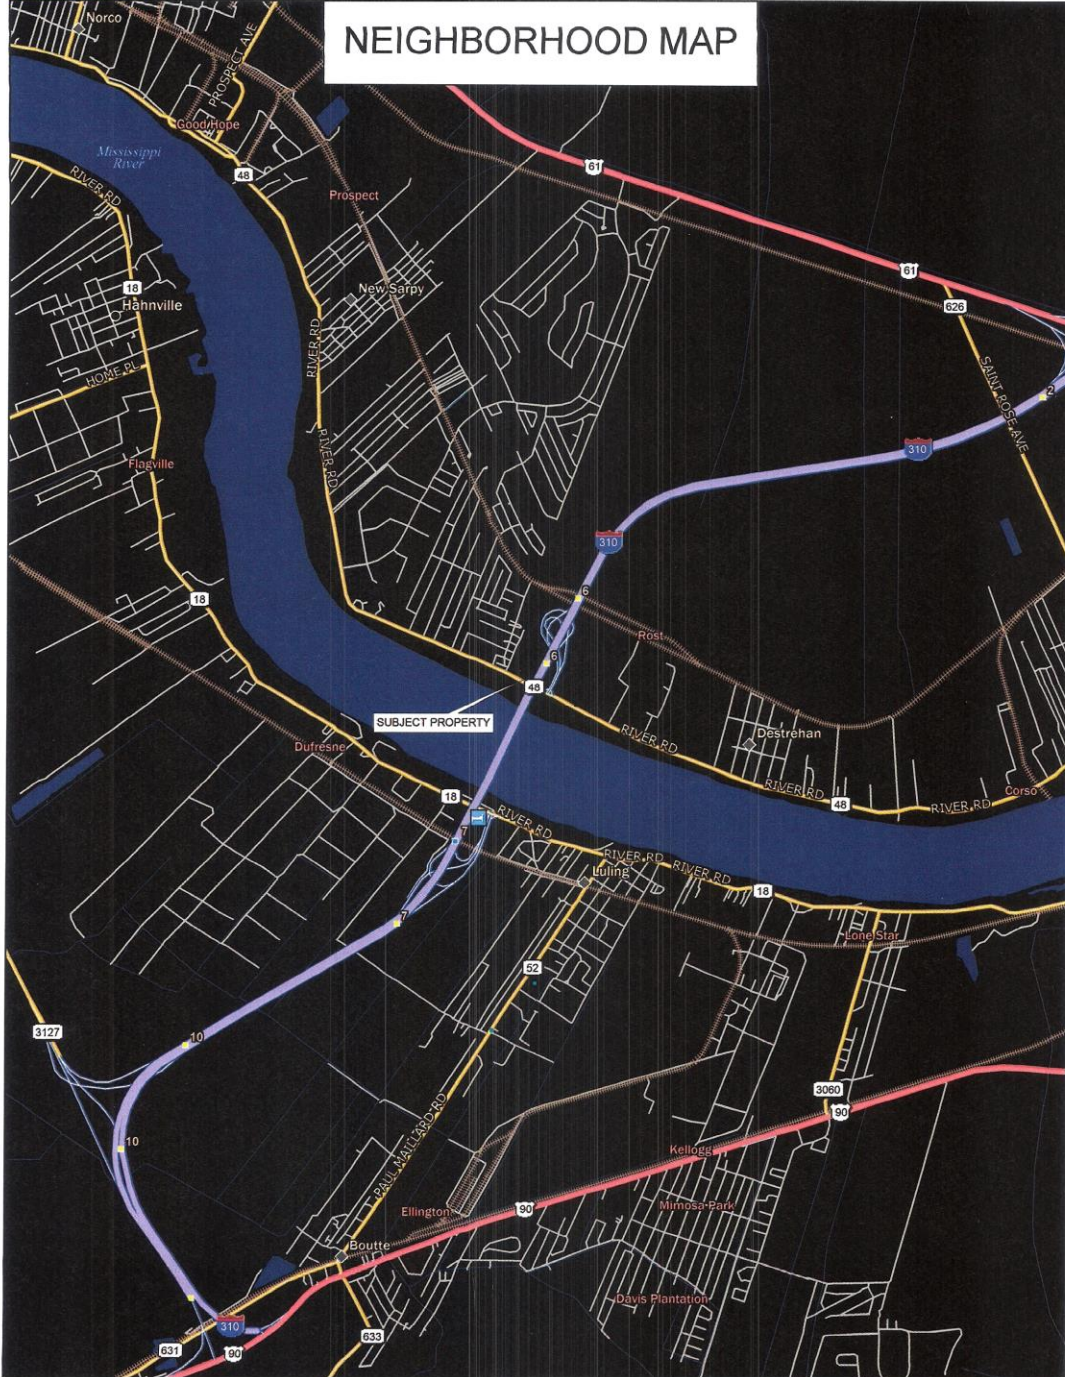 NEIGHBORHOOD MAP
Norco
PROSPECT AVE
Good Hope
Mississippi
River
RIVER RD
48
61
Prospect
61
18
Hahnville
New Sarpy
626
RIVER RD
HOME PL
SAINT ROSE AVE
2
RIVER RD
310
Flagville
310
6
18
Rost
6
48
SUBJECT PROPERTY
RIVER RD
Destrehan
Dufresne
RIVER RD
Corso
18
48
RIVER RD
RIVER RD
7
RIVER RD
RIVER RD
Luling
18
7
Lone Star
52
3127
10
3060
90
PAUL MAILLARD RD
10
Kellogg
Ellington
90
Mimosa Park
Boutte
Davis Plantation
310
633
631
90